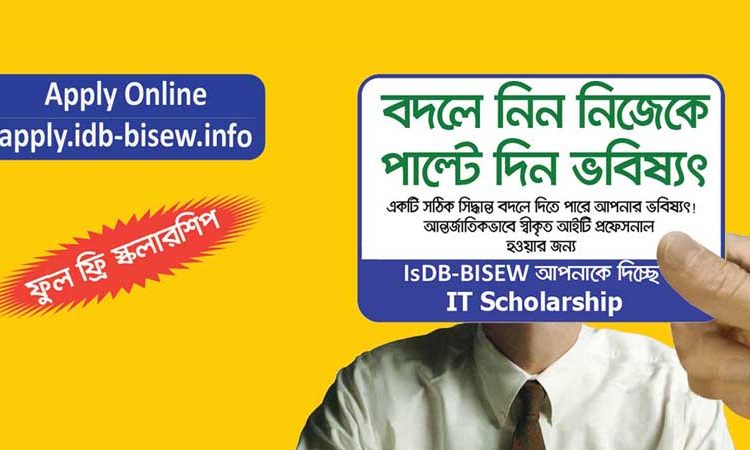 Apply Online
apply.idb-bisew.info
ফুল ফ্রি স্কলারশিপ
বদলে নিন নিজেকে
পাল্টে দিন ভবিষ্যৎ
একটি সঠিক সিদ্ধান্ত বদলে দিতে পারে আপনার ভবিষ্যৎ!
আন্তর্জাতিকভাবে স্বীকৃত আইটি প্রফেসনাল
হওয়ার জন্য
IsDB-BISEW আপনাকে দিচ্ছে
IT Scholarship